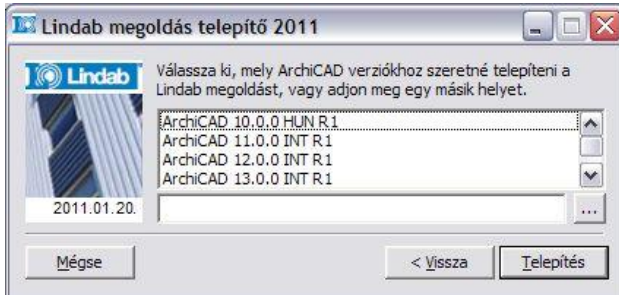 Lindab megoldás telepítő 2011
Lindab
Válassza ki, mely ArchiCAD verziókhoz szeretné telepíteni a
Lindab megoldást, vagy adjon meg egy másik helyet.
ArchiCAD 10.0.0 HUN R1
ArchiCAD 11.0.0 INT R1
ArchiCAD 12.0.0 INT R1
ArchiCAD 13.0.0 INT R1
2011.01.20.
...
Mégse
< Vissza
Telepítés